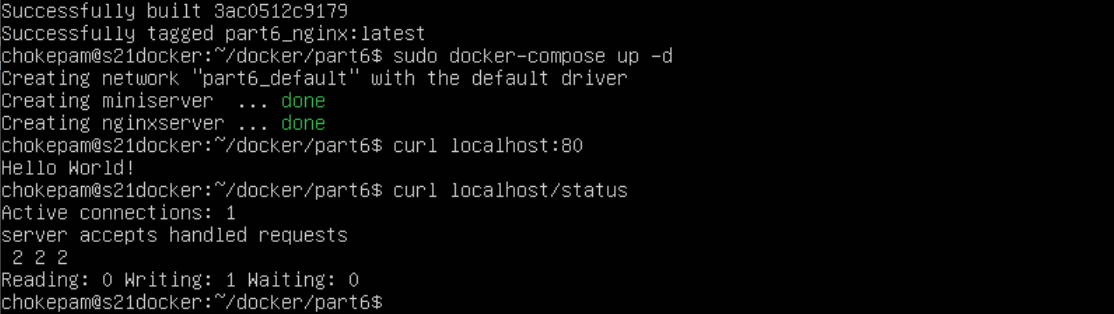 Successfully built 3ac0512c9179
Successfully tagged part6_nginx:latest
chokepam@s21docker:~/docker/part6$ sudo docker-compose up -d
Creating network "part6_default" with the default driver
Creating miniserver  ... done
Creating nginxserver ... done
chokepam@s21docker:~/docker/part6$ curl localhost:80
Hello World!
chokepam@s21docker:~/docker/part6$ curl localhost/status
Active connections: 1
server accepts handled requests
 2 2 2
Reading: 0 Writing: 1 Waiting: 0
chokepam@s21docker:~/docker/part6$